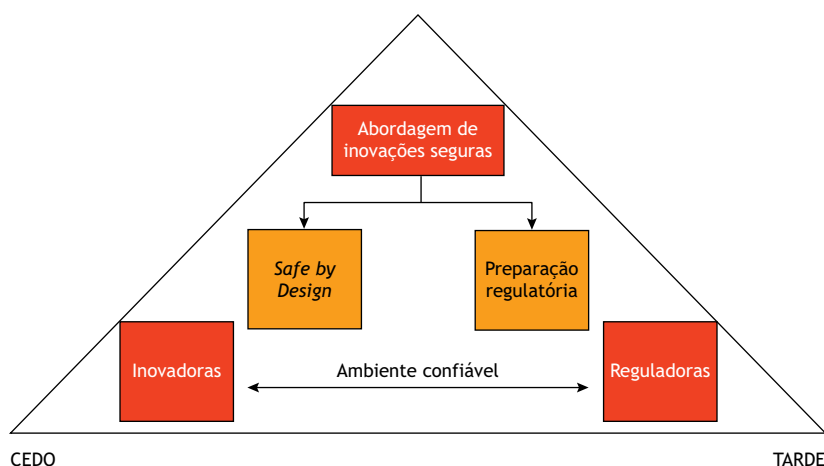 Abordagem de
inovações seguras
Safe by
Design
Preparação
regulatória
Inovadoras
Ambiente confiável
Reguladoras
CEDO
TARDE